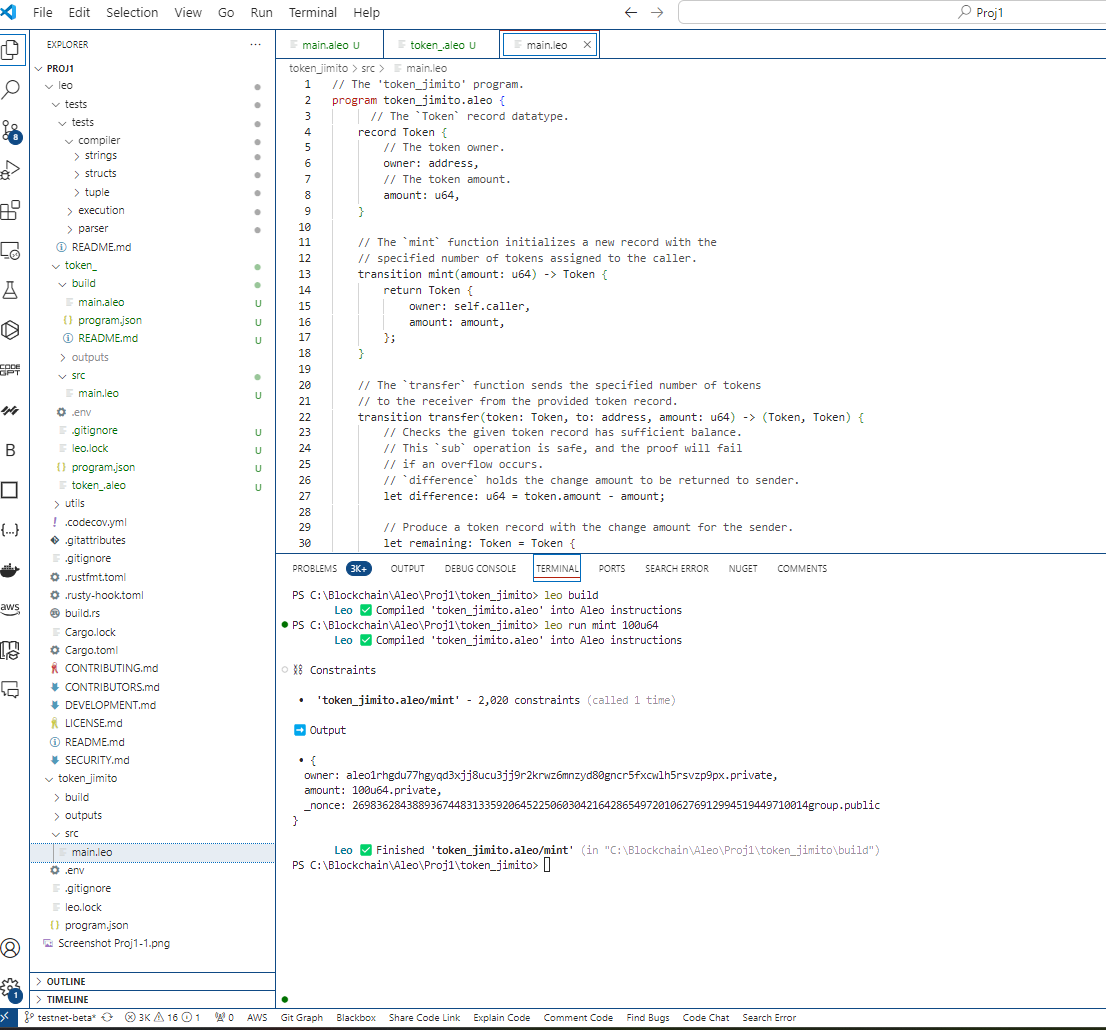 File Edit Selection View Go Run Terminal Help
Proj1
EXPLORER
PROJ1
leo
tests
tests
compiler
strings
structs
tuple
execution
parser
README.md
token_
build
main.aleo U
program.json U
README.md U
outputs
src
main.leo U
.env
.gitignore U
leo.lock U
program.json U
token_.aleo U
utils
.codecov.yml
.gitattributes
.gitignore
.rustfmt.toml
.rusty-hook.toml
build.rs
Cargo.lock
Cargo.toml
CONTRIBUTING.md
CONTRIBUTORS.md
DEVELOPMENT.md
LICENSE.md
README.md
SECURITY.md
token_jimito
build
outputs
src
main.leo
.env
.gitignore
leo.lock
program.json
Screenshot Proj1-1.png
OUTLINE
TIMELINE
8
CODE
GPT
B
{...}
aws
1
main.aleo U token_.aleo U main.leo
token_jimito > src > main.leo
1 // The 'token_jimito' program.
2 program token_jimito.aleo {
3 // The `Token` record datatype.
4 record Token {
5 // The token owner.
6 owner: address,
7 // The token amount.
8 amount: u64,
9 }
10
11 // The `mint` function initializes a new record with the
12 // specified number of tokens assigned to the caller.
13 transition mint(amount: u64) -> Token {
14 return Token {
15 owner: self.caller,
16 amount: amount,
17 };
18 }
19
20 // The `transfer` function sends the specified number of tokens
21 // to the receiver from the provided token record.
22 transition transfer(token: Token, to: address, amount: u64) -> (Token, Token) {
23 // Checks the given token record has sufficient balance.
24 // This `sub` operation is safe, and the proof will fail
25 // if an overflow occurs.
26 // `difference` holds the change amount to be returned to sender.
27 let difference: u64 = token.amount - amount;
28
29 // Produce a token record with the change amount for the sender.
30 let remaining: Token = Token {
PROBLEMS 3K+ OUTPUT DEBUG CONSOLE TERMINAL PORTS SEARCH ERROR NUGET COMMENTS
PS C:\Blockchain\Aleo\Proj1\token_jimito> leo build
Leo ✅ Compiled 'token_jimito.aleo' into Aleo instructions
PS C:\Blockchain\Aleo\Proj1\token_jimito> leo run mint 100u64
Leo ✅ Compiled 'token_jimito.aleo' into Aleo instructions
⛓ Constraints
• 'token_jimito.aleo/mint' - 2,020 constraints (called 1 time)
➡️ Output
• {
owner: aleo1rhgdu77hgyqd3xjj8ucu3jj9r2krwz6mnzyd80gncr5fxcwlh5rsvzp9px.private,
amount: 100u64.private,
_nonce: 2698362843889367448313359206452250603042164286549720106276912994519449710014group.public
}
Leo ✅ Finished 'token_jimito.aleo/mint' (in "C:\Blockchain\Aleo\Proj1\token_jimito\build")
PS C:\Blockchain\Aleo\Proj1\token_jimito>
testnet-beta* 3K 16 1 0 AWS Git Graph Blackbox Share Code Link Explain Code Comment Code Find Bugs Code Chat Search Error